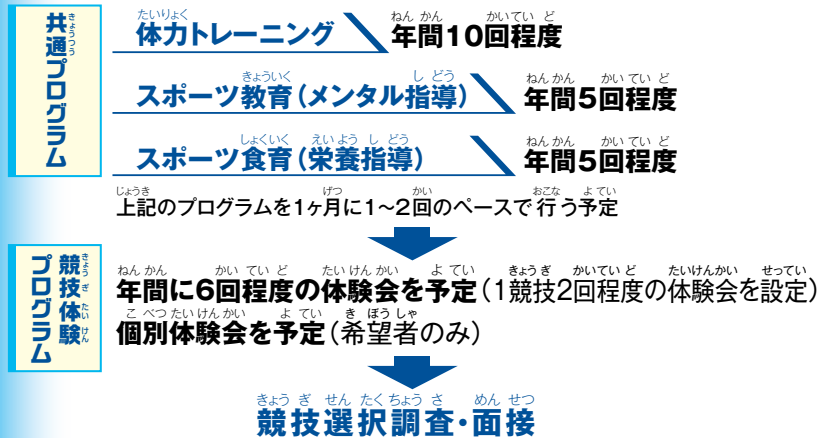 共通プログラム
体力トレーニング 年間10回程度
スポーツ教育(メンタル指導) 年間5回程度
スポーツ食育(栄養指導) 年間5回程度
上記のプログラムを1ヶ月に1~2回のペースで行う予定
競技体験プログラム
年間に6回程度の体験会を予定(1競技2回程度の体験会を設定)
個別体験会を予定(希望者のみ)
競技選択調査・面接